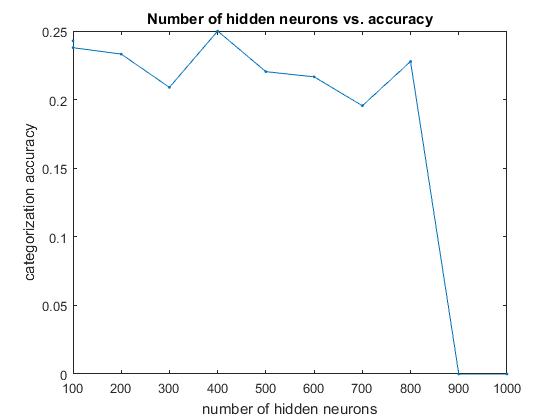 Number of hidden neurons vs. accuracy
0.25
0.2
0.15
0.1
0.05
0
categorization accuracy
100 200 300 400 500 600 700 800 900 1000
number of hidden neurons